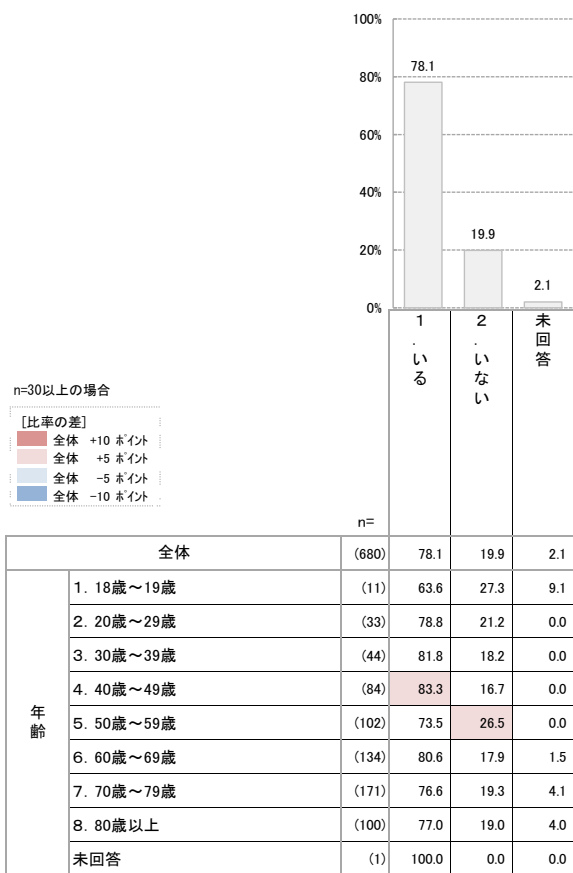 100%
80%
60%
40%
20%
0%
78.1
19.9
2.1
1.いる
2.いない
未回答
n=30以上の場合
[比率の差]
全体 +10 ポイント
全体 +5 ポイント
全体 -5 ポイント
全体 -10 ポイント
n=
全体 (680) 78.1 19.9 2.1
年齢
1. 18歳～19歳 (11) 63.6 27.3 9.1
2. 20歳～29歳 (33) 78.8 21.2 0.0
3. 30歳～39歳 (44) 81.8 18.2 0.0
4. 40歳～49歳 (84) 83.3 16.7 0.0
5. 50歳～59歳 (102) 73.5 26.5 0.0
6. 60歳～69歳 (134) 80.6 17.9 1.5
7. 70歳～79歳 (171) 76.6 19.3 4.1
8. 80歳以上 (100) 77.0 19.0 4.0
未回答 (1) 100.0 0.0 0.0